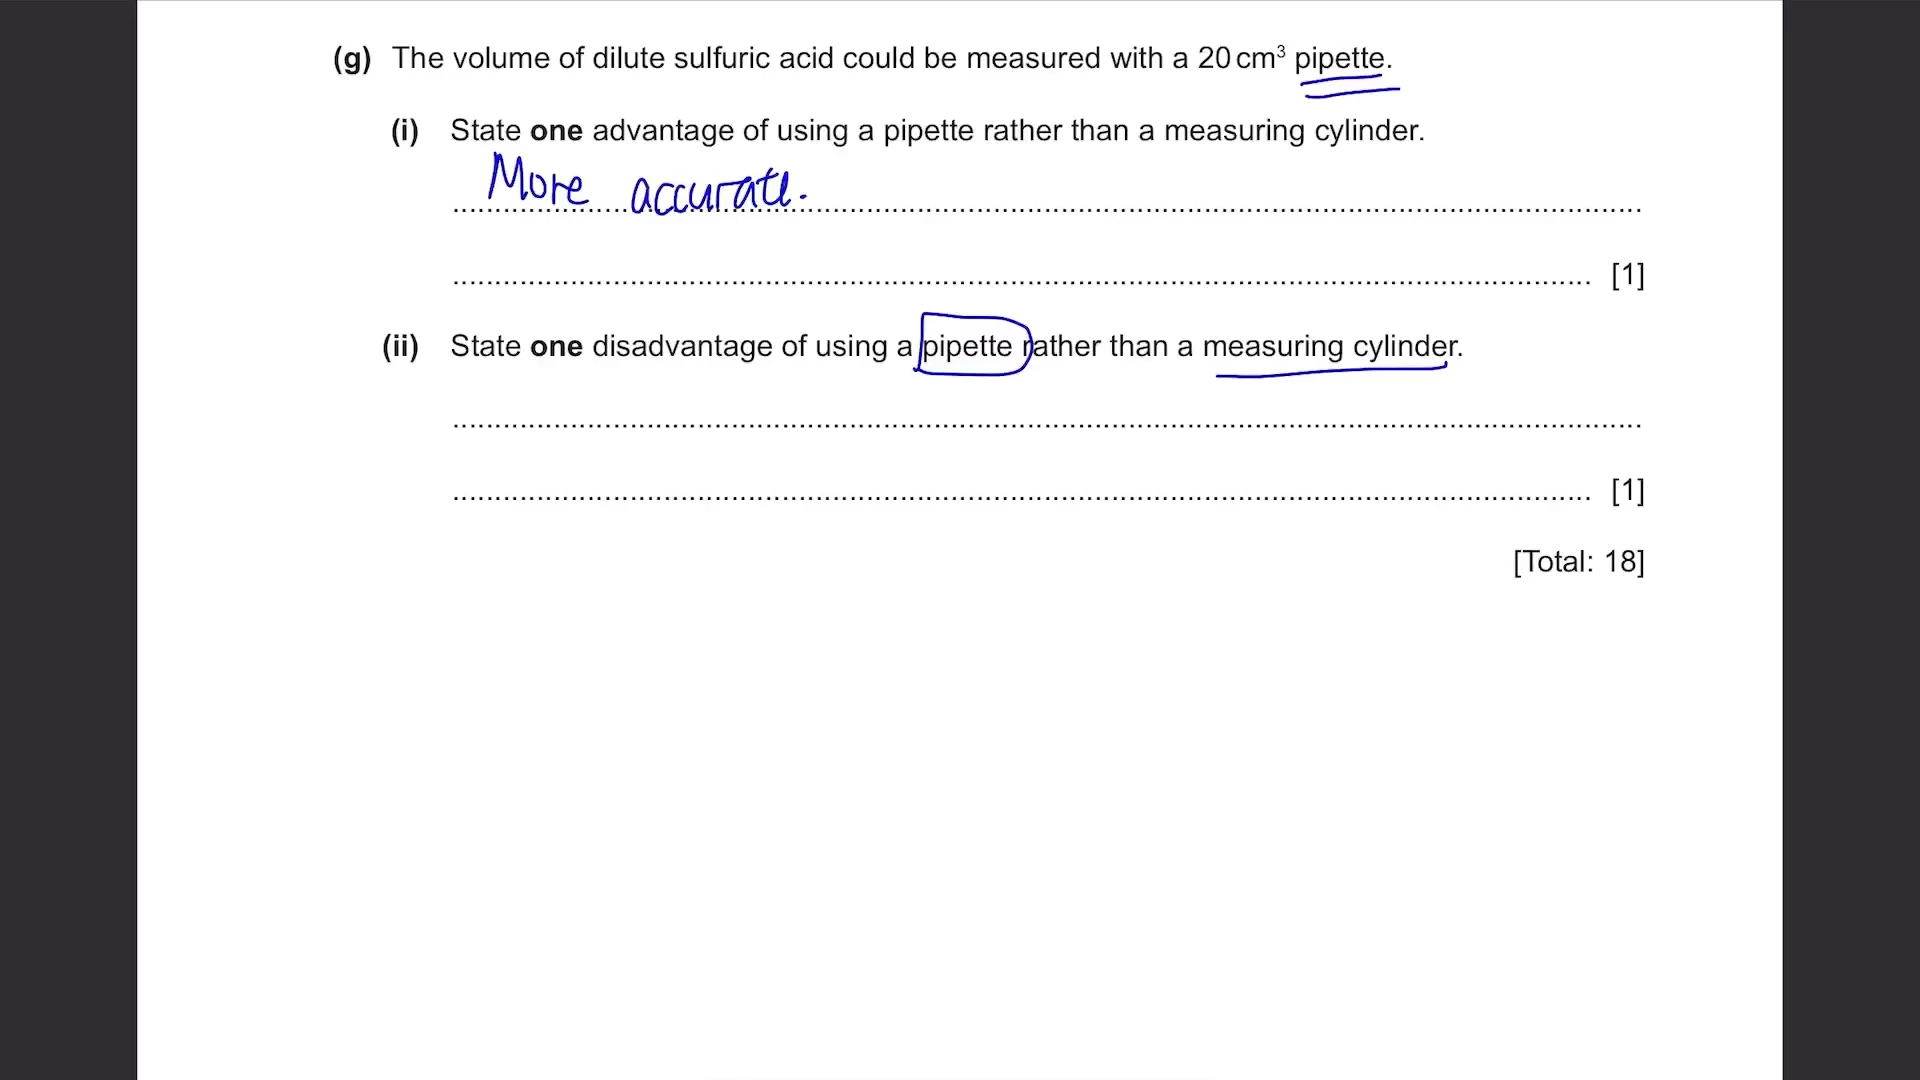 (g) The volume of dilute sulfuric acid could be measured with a 20 cm³ pipette.
(i) State one advantage of using a pipette rather than a measuring cylinder.
More accurate.
[1]
(ii) State one disadvantage of using a pipette rather than a measuring cylinder.
[1]
[Total: 18]